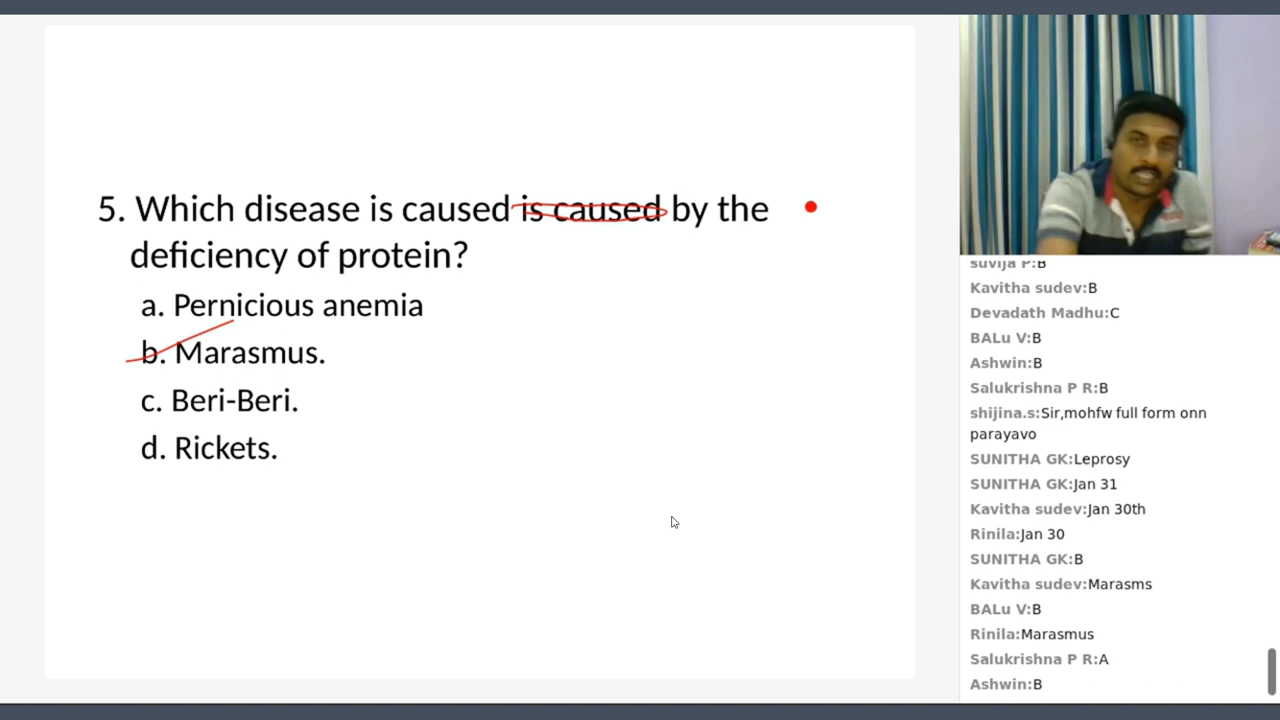 5. Which disease is caused is caused by the
deficiency of protein?
a. Pernicious anemia
b. Marasmus.
c. Beri-Beri.
d. Rickets.
suvija P:B
Kavitha sudev:B
Devadath Madhu:C
BALu V:B
Ashwin:B
Salukrishna P R:B
shijina.s:Sir,mohfw full form onn
parayavo
SUNITHA GK:Leprosy
SUNITHA GK:Jan 31
Kavitha sudev:Jan 30th
Rinila:Jan 30
SUNITHA GK:B
Kavitha sudev:Marasms
BALu V:B
Rinila:Marasmus
Salukrishna P R:A
Ashwin:B